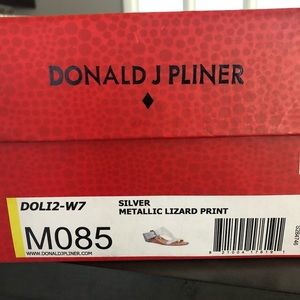 DONALD J PLINER
DOLI2-W7
SILVER
METALLIC LIZARD PRINT
M085
WWW.DONALDJPLINER.COM